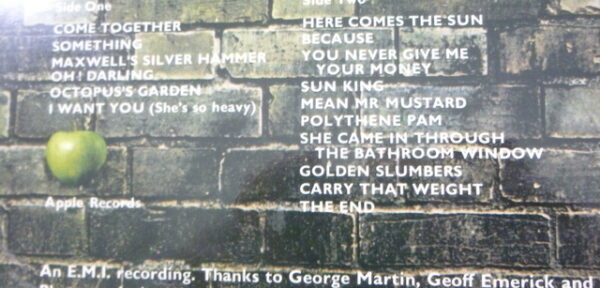 Side One
COME TOGETHER
SOMETHING
MAXWELL'S SILVER HAMMER
OH! DARLING
OCTOPUS'S GARDEN
I WANT YOU (She's so heavy)
Apple Records
Side Two
HERE COMES THE SUN
BECAUSE
YOU NEVER GIVE ME
YOUR MONEY
SUN KING
MEAN MR MUSTARD
POLYTHENE PAM
SHE CAME IN THROUGH
THE BATHROOM WINDOW
GOLDEN SLUMBERS
CARRY THAT WEIGHT
THE END
An E.M.I. recording. Thanks to George Martin, Geoff Emerick and